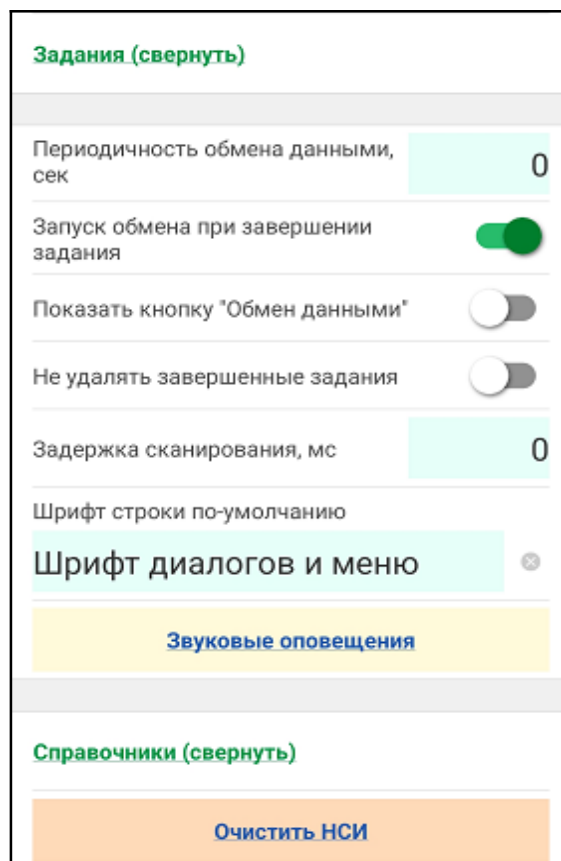 Задания (свернуть)
Периодичность обмена данными,
сек
0
Запуск обмена при завершении
задания
Показать кнопку "Обмен данными"
Не удалять завершенные задания
Задержка сканирования, мс
0
Шрифт строки по-умолчанию
Шрифт диалогов и меню
Звуковые оповещения
Справочники (свернуть)
Очистить НСИ